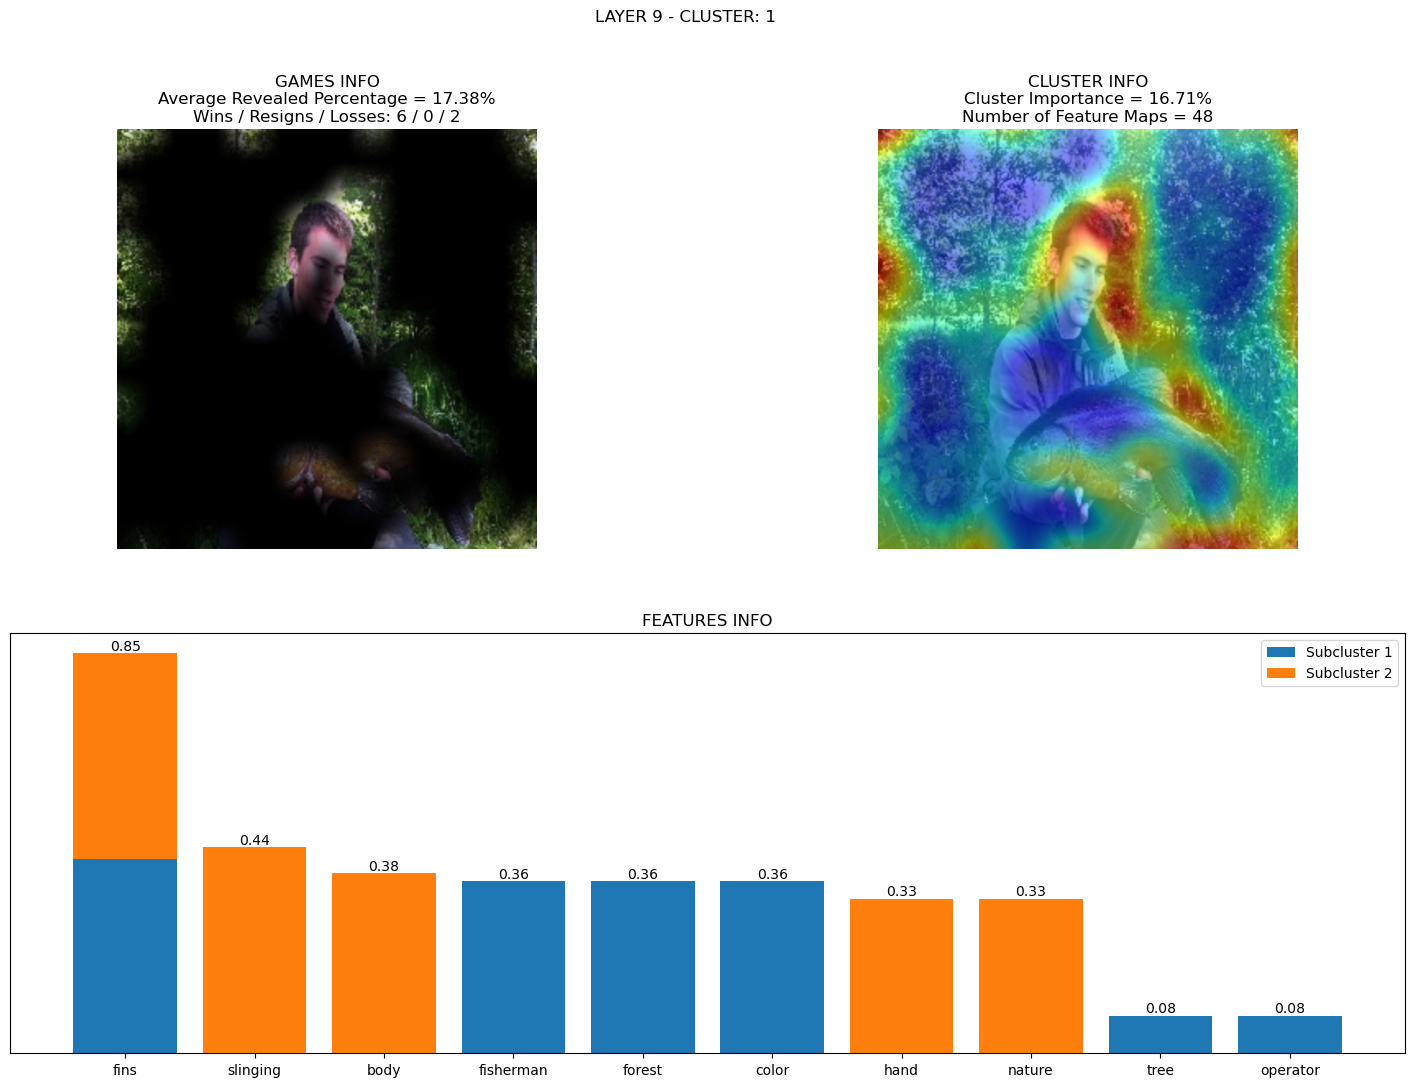 LAYER 9 - CLUSTER: 1
GAMES INFO
Average Revealed Percentage = 17.38%
Wins / Resigns / Losses: 6 / 0 / 2
CLUSTER INFO
Cluster Importance = 16.71%
Number of Feature Maps = 48
FEATURES INFO
Subcluster 1
Subcluster 2
0.85
0.44
0.38
0.36
0.36
0.36
0.33
0.33
0.08
0.08
fins
slinging
body
fisherman
forest
color
hand
nature
tree
operator